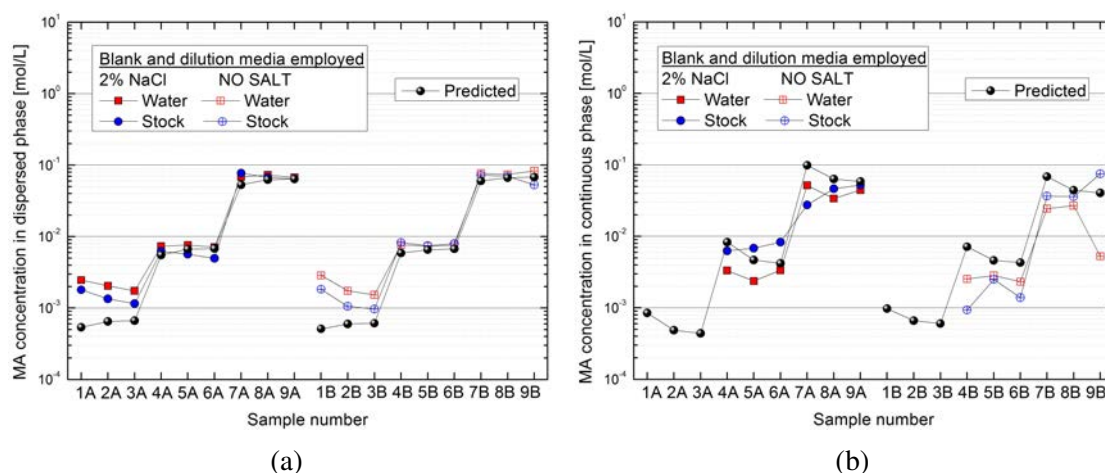 MA concentration in dispersed phase [mol/L]
10⁻¹
10⁰
10⁻¹
10⁻²
10⁻³
10⁻⁴
Blank and dilution media employed
2% NaCl NO SALT
Water Water
Stock Stock
Predicted
1A 2A 3A 4A 5A 6A 7A 8A 9A 1B 2B 3B 4B 5B 6B 7B 8B 9B
Sample number
(a)
MA concentration in continuous phase [mol/L]
10⁻¹
10⁰
10⁻¹
10⁻²
10⁻³
10⁻⁴
Blank and dilution media employed
2% NaCl NO SALT
Water Water
Stock Stock
Predicted
1A 2A 3A 4A 5A 6A 7A 8A 9A 1B 2B 3B 4B 5B 6B 7B 8B 9B
Sample number
(b)